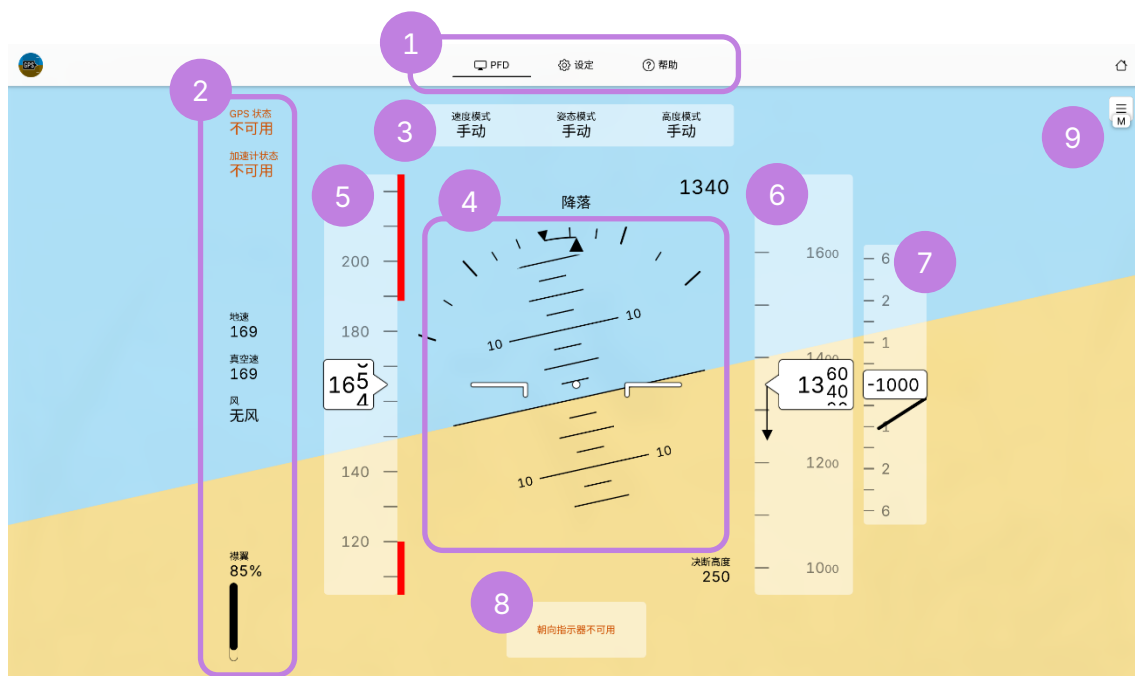 1
PFD
设定
帮助
GPS
2
GPS 状态
不可用
加速计状态
不可用
3
速度模式
手动
姿态模式
手动
高度模式
手动
9
M
5
4
降落
1340
6
7
200
180
165
4
140
120
10
10
10
10
1600
1400
13
60
40
1200
1000
6
2
1
-1000
1
2
6
地速
169
真空速
169
风
无风
襟翼
85%
决断高度
250
8
朝向指示器不可用